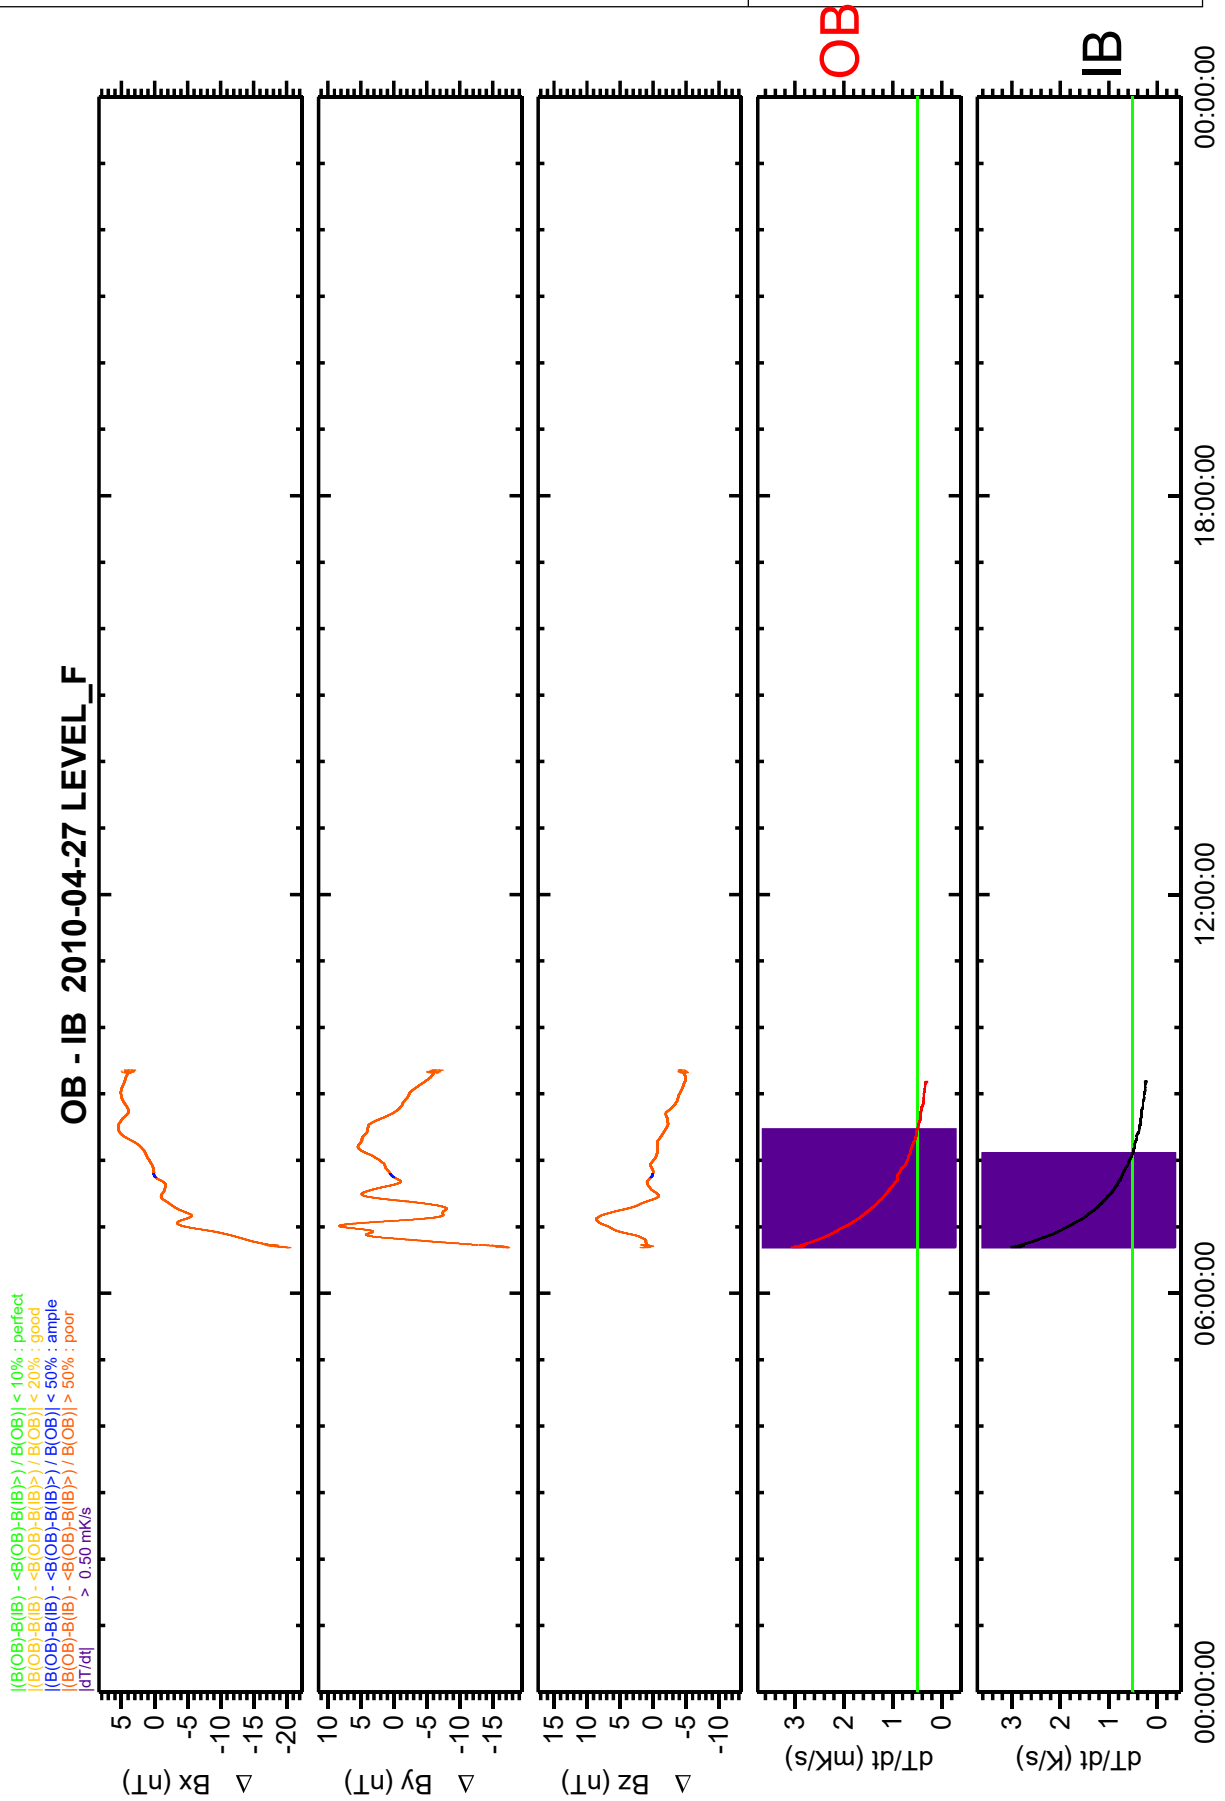 |(B(OB)-B(IB) - <B(OB)-B(IB)>) / B(OB)| < 10% : perfect
|(B(OB)-B(IB) - <B(OB)-B(IB)>) / B(OB)| < 20% : good
|(B(OB)-B(IB) - <B(OB)-B(IB)>) / B(OB)| < 50% : ample
|(B(OB)-B(IB) - <B(OB)-B(IB)>) / B(OB)| > 50% : poor
|dT/dt| > 0.50 mK/s
OB - IB 2010-04-27 LEVEL_F
Δ Bx (nT)
5
0
-5
-10
-15
-20
Δ By (nT)
10
5
0
-5
-10
-15
Δ Bz (nT)
15
10
5
0
-5
-10
dT/dt (mK/s)
3
2
1
0
OB
dT/dt (K/s)
3
2
1
0
IB
00:00:00
06:00:00
12:00:00
18:00:00
00:00:00